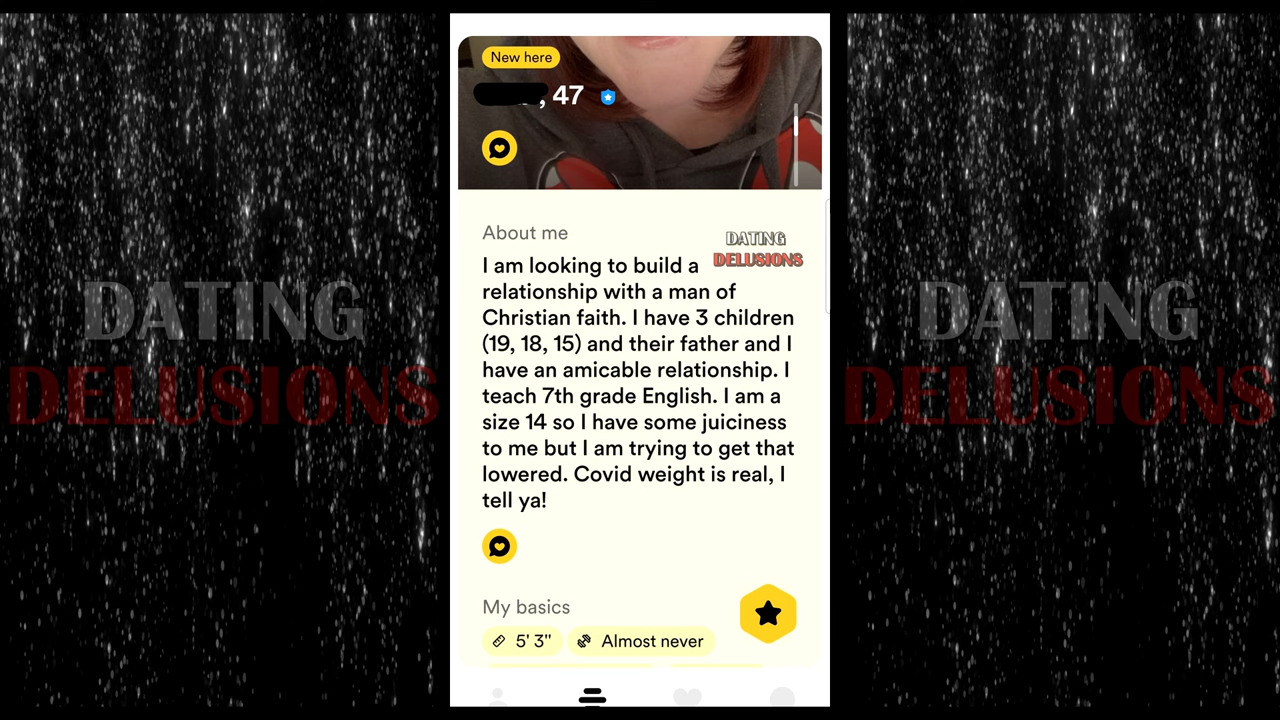 New here
, 47
About me
DATING
DELUSIONS
I am looking to build a
relationship with a man of
Christian faith. I have 3 children
(19, 18, 15) and their father and I
have an amicable relationship. I
teach 7th grade English. I am a
size 14 so I have some juiciness
to me but I am trying to get that
lowered. Covid weight is real, I
tell ya!
My basics
5' 3"
Almost never
DATING
DELUSIONS
DATING
DELUSIONS